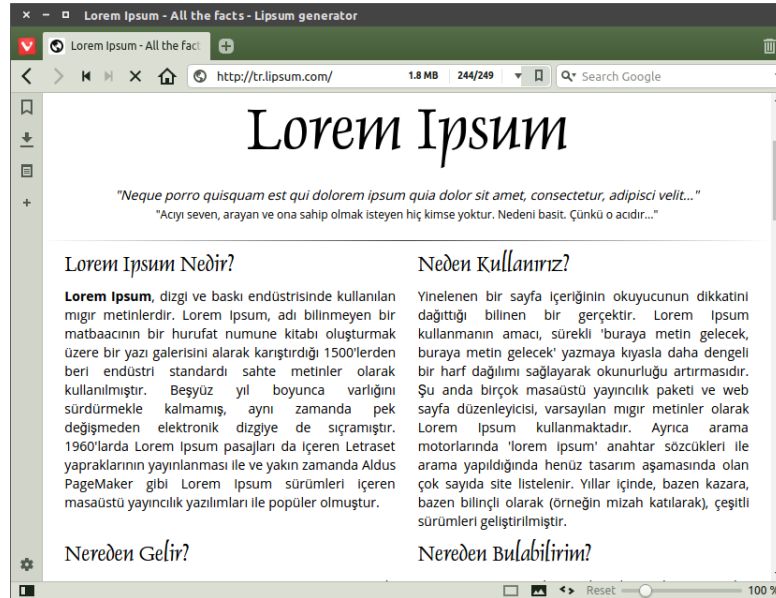 Lorem Ipsum - All the facts - Lipsum generator
Lorem Ipsum - All the fact
http://tr.lipsum.com/ 1.8 MB 244/249 Search Google
Lorem Ipsum
"Neque porro quisquam est qui dolorem ipsum quia dolor sit amet, consectetur, adipisci velit..."
"Acıyı seven, arayan ve ona sahip olmak isteyen hiç kimse yoktur. Nedeni basit. Çünkü o acıdır..."
Lorem Ipsum Nedir?
Lorem Ipsum, dizgi ve baskı endüstrisinde kullanılan
mıgır metinlerdir. Lorem Ipsum, adı bilinmeyen bir
matbaacının bir hurufat numune kitabı oluşturmak
üzere bir yazı galerisini alarak karıştırdığı 1500'lerden
beri endüstri standardı sahte metinler olarak
kullanılmıştır. Beşyüz yıl boyunca varlığını
sürdürmekle kalmamış, aynı zamanda pek
değişmeden elektronik dizgiye de sıçramıştır.
1960'larda Lorem Ipsum pasajları da içeren Letraset
yapraklarının yayınlanması ile ve yakın zamanda Aldus
PageMaker gibi Lorem Ipsum sürümleri içeren
masaüstü yayıncılık yazılımları ile popüler olmuştur.
Neden Kullanırız?
Yinelenen bir sayfa içeriğinin okuyucunun dikkatini
dağıttığı bilinen bir gerçektir. Lorem Ipsum
kullanmanın amacı, sürekli 'buraya metin gelecek,
buraya metin gelecek' yazmaya kıyasla daha dengeli
bir harf dağılımı sağlayarak okunurluğu artırmasıdır.
Şu anda birçok masaüstü yayıncılık paketi ve web
sayfa düzenleyicisi, varsayılan mıgır metinler olarak
Lorem Ipsum kullanmaktadır. Ayrıca arama
motorlarında 'lorem ipsum' anahtar sözcükleri ile
arama yapıldığında henüz tasarım aşamasında olan
çok sayıda site listelenir. Yıllar içinde, bazen kazara,
bazen bilinçli olarak (örneğin mizah katılarak), çeşitli
sürümleri geliştirilmiştir.
Nereden Gelir?
Nereden Bulabilirim?
Reset 100 %